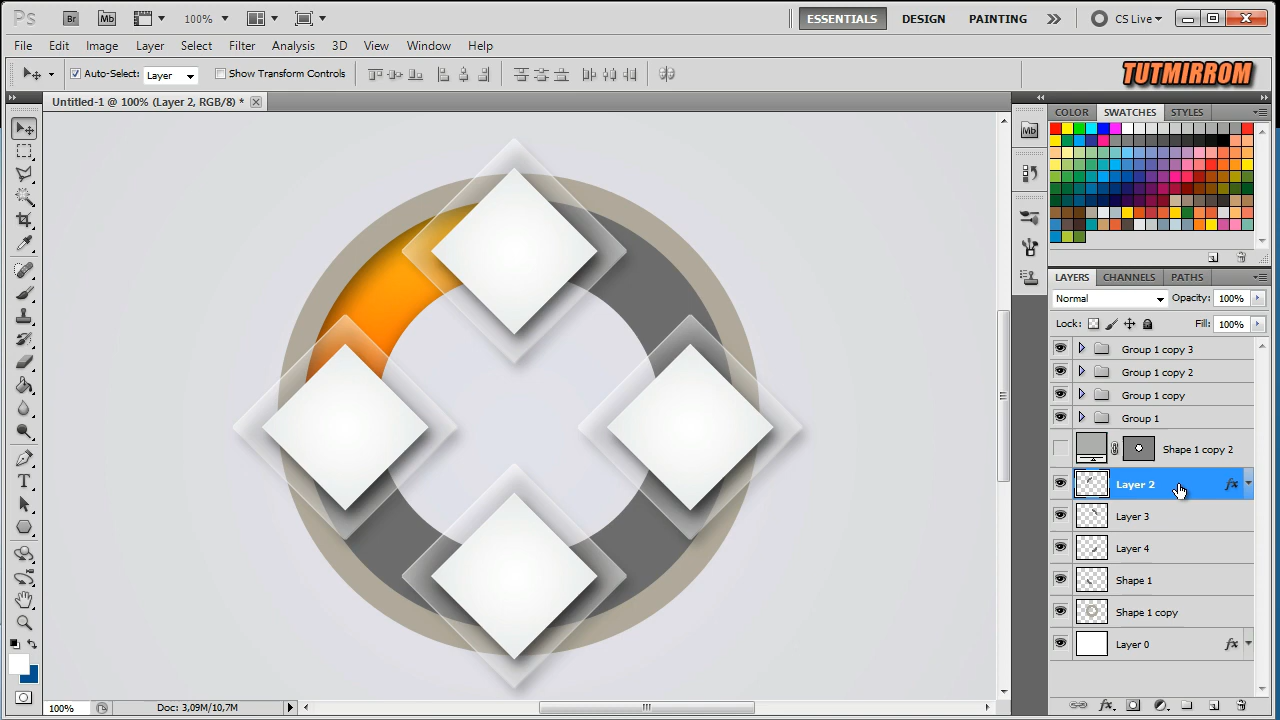 Ps Br Mb 100% ESSENTIALS DESIGN PAINTING CS Live
File Edit Image Layer Select Filter Analysis 3D View Window Help
Auto-Select: Layer Show Transform Controls
TUTMIRROM
Untitled-1 @ 100% (Layer 2, RGB/8) *
COLOR SWATCHES STYLES
Mb
LAYERS CHANNELS PATHS
Normal Opacity: 100%
Lock: Fill: 100%
Group 1 copy 3
Group 1 copy 2
Group 1 copy
Group 1
Shape 1 copy 2
Layer 2 fx
Layer 3
Layer 4
Shape 1
Shape 1 copy
Layer 0 fx
T
100% Doc: 3,09M/10,7M
fx